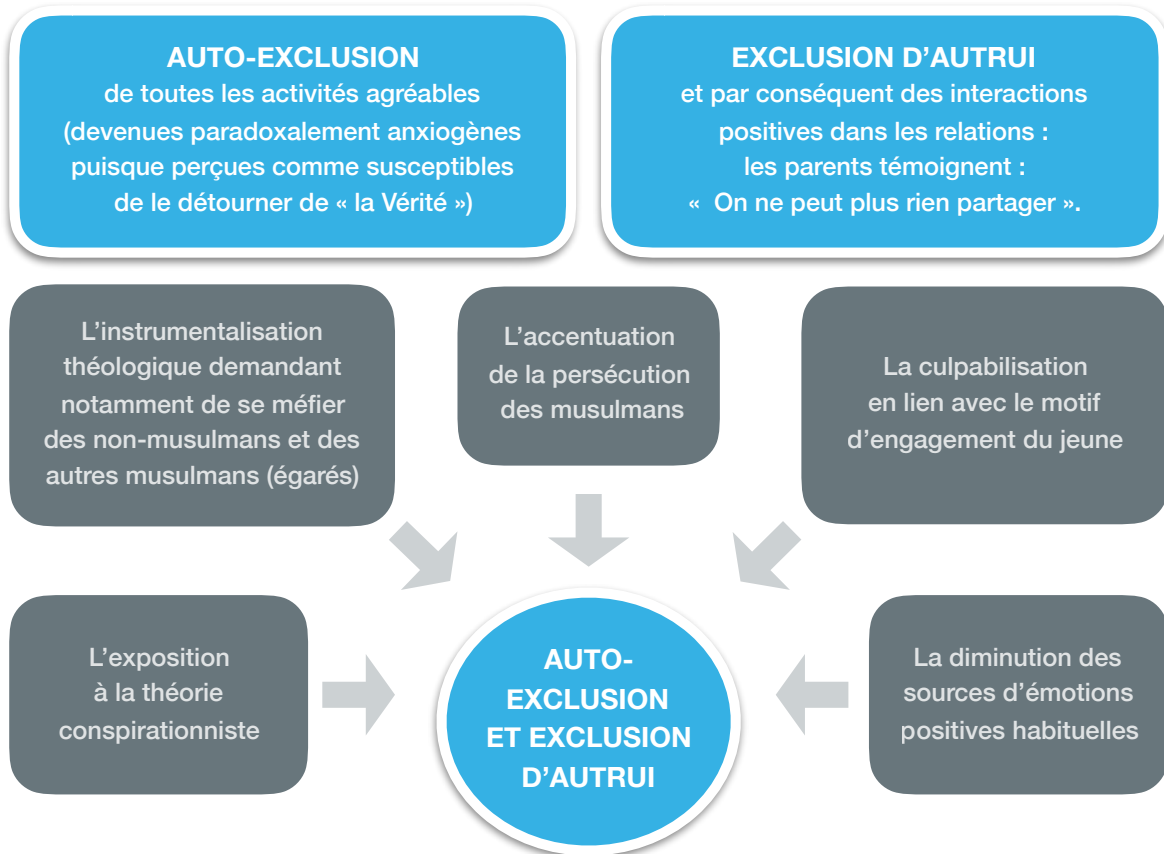 AUTO-EXCLUSION
de toutes les activités agréables
(devenues paradoxalement anxiogènes
puisque perçues comme susceptibles
de le détourner de « la Vérité »)
EXCLUSION D'AUTRUI
et par conséquent des interactions
positives dans les relations :
les parents témoignent :
« On ne peut plus rien partager ».
L'instrumentalisation
théologique demandant
notamment de se méfier
des non-musulmans et des
autres musulmans (égarés)
L'accentuation
de la persécution
des musulmans
La culpabilisation
en lien avec le motif
d'engagement du jeune
L'exposition
à la théorie
conspirationniste
AUTO-
EXCLUSION
ET EXCLUSION
D'AUTRUI
La diminution des
sources d'émotions
positives habituelles